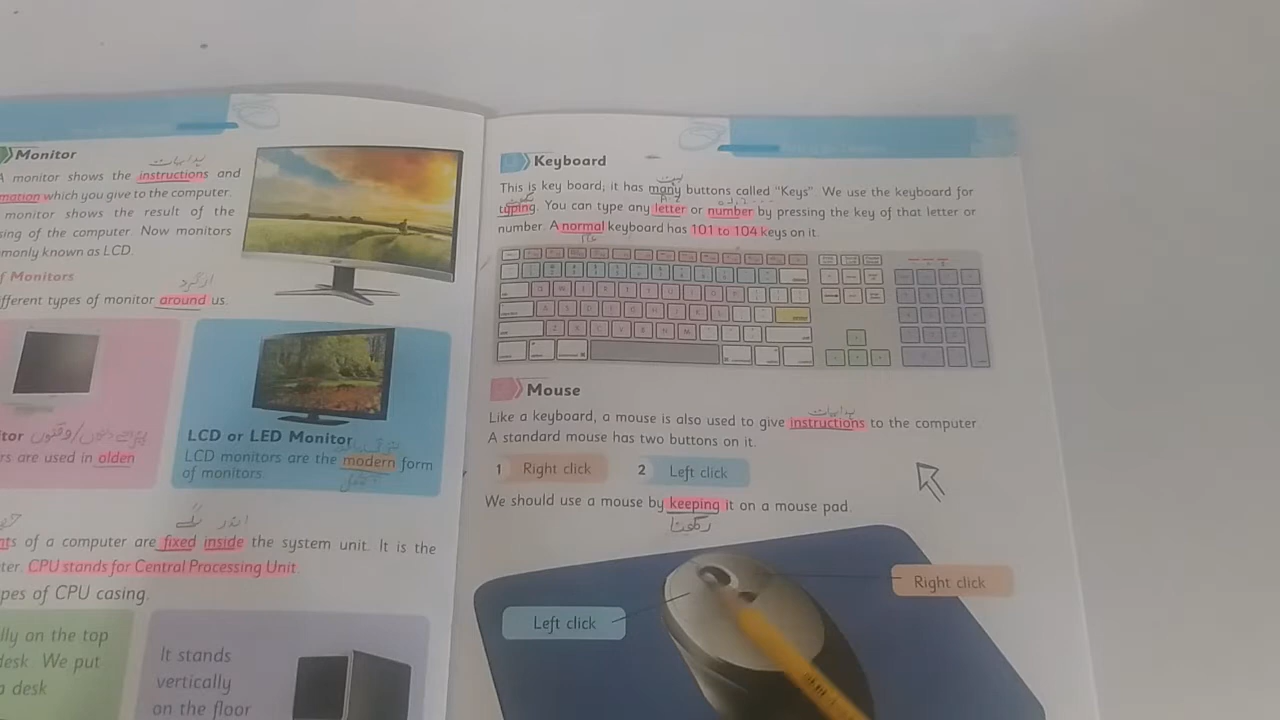 Monitor
A monitor shows the instructions and
mation which you give to the computer.
monitor shows the result of the
sing of the computer. Now monitors
monly known as LCD.
f Monitors
ifferent types of monitor around us.
itor
rs are used in olden
LCD or LED Monitor
LCD monitors are the modern form
of monitors.
nts of a computer are fixed inside the system unit. It is the
ter. CPU stands for Central Processing Unit.
pes of CPU casing.
lly on the top
desk. We put
a desk
It stands
vertically
on the floor
Keyboard
This is key board, it has many buttons called "Keys". We use the keyboard for
typing. You can type any letter or number by pressing the key of that letter or
number. A normal keyboard has 101 to 104 keys on it.
Mouse
ہدایات
Like a keyboard, a mouse is also used to give instructions to the computer
A standard mouse has two buttons on it.
1 Right click 2 Left click
We should use a mouse by keeping it on a mouse pad.
رکھنا
Right click
Left click